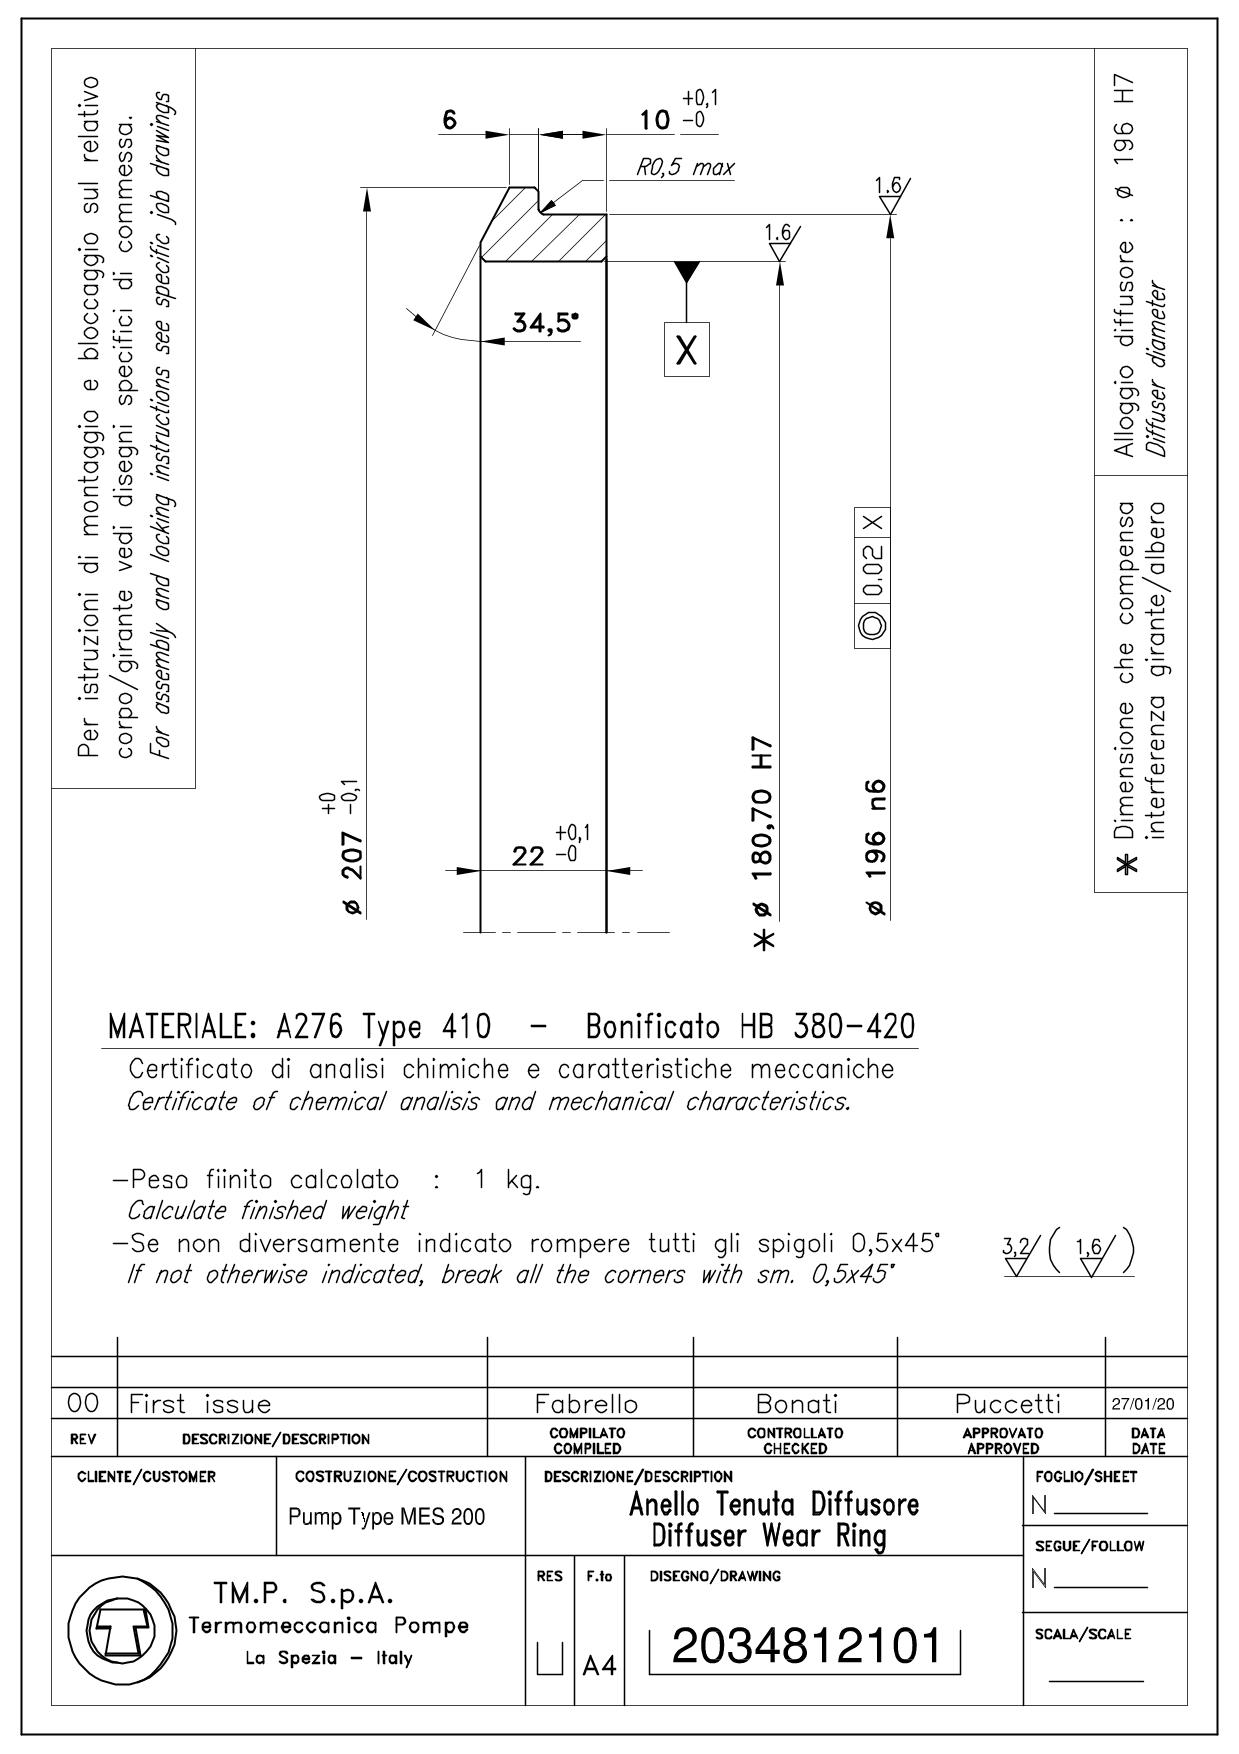 Per istruzioni di montaggio e bloccaggio sul relativo
corpo/girante vedi disegni specifici di commessa.
For assembly and locking instructions see specific job drawings
6
10 +0,1 -0
R0,5 max
1.6
1.6
34,5°
X
◎ 0.02 X
ø 207 +0 -0,1
22 +0,1 -0
* ø 180,70 H7
ø 196 n6
Alloggio diffusore : ø 196 H7
Diffuser diameter
* Dimensione che compensa
interferenza girante/albero
MATERIALE: A276 Type 410 - Bonificato HB 380-420
Certificato di analisi chimiche e caratteristiche meccaniche
Certificate of chemical analisis and mechanical characteristics.
-Peso fiinito calcolato : 1 kg.
Calculate finished weight
-Se non diversamente indicato rompere tutti gli spigoli 0,5x45°
If not otherwise indicated, break all the corners with sm. 0,5x45°
3,2 ( 1,6 )
00 First issue Fabrello Bonati Puccetti 27/01/20
REV DESCRIZIONE/DESCRIPTION COMPILATO COMPILED CONTROLLATO CHECKED APPROVATO APPROVED DATA DATE
CLIENTE/CUSTOMER
COSTRUZIONE/COSTRUCTION
Pump Type MES 200
DESCRIZIONE/DESCRIPTION
Anello Tenuta Diffusore
Diffuser Wear Ring
FOGLIO/SHEET
N
SEGUE/FOLLOW
N
SCALA/SCALE
TM.P. S.p.A.
Termomeccanica Pompe
La Spezia - Italy
RES
F.to
A4
DISEGNO/DRAWING
2034812101